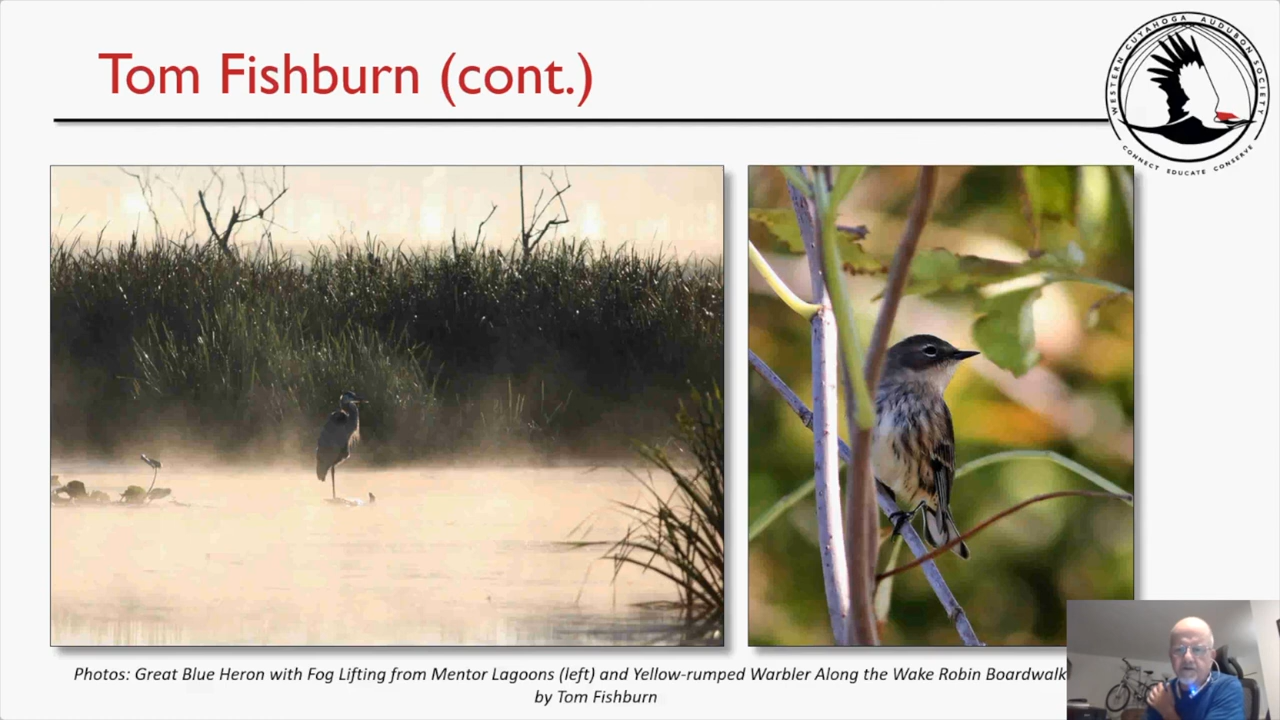 Tom Fishburn (cont.)
WESTERN CUYAHOGA AUDUBON SOCIETY
CONNECT EDUCATE CONSERVE
Photos: Great Blue Heron with Fog Lifting from Mentor Lagoons (left) and Yellow-rumped Warbler Along the Wake Robin Boardwalk
by Tom Fishburn